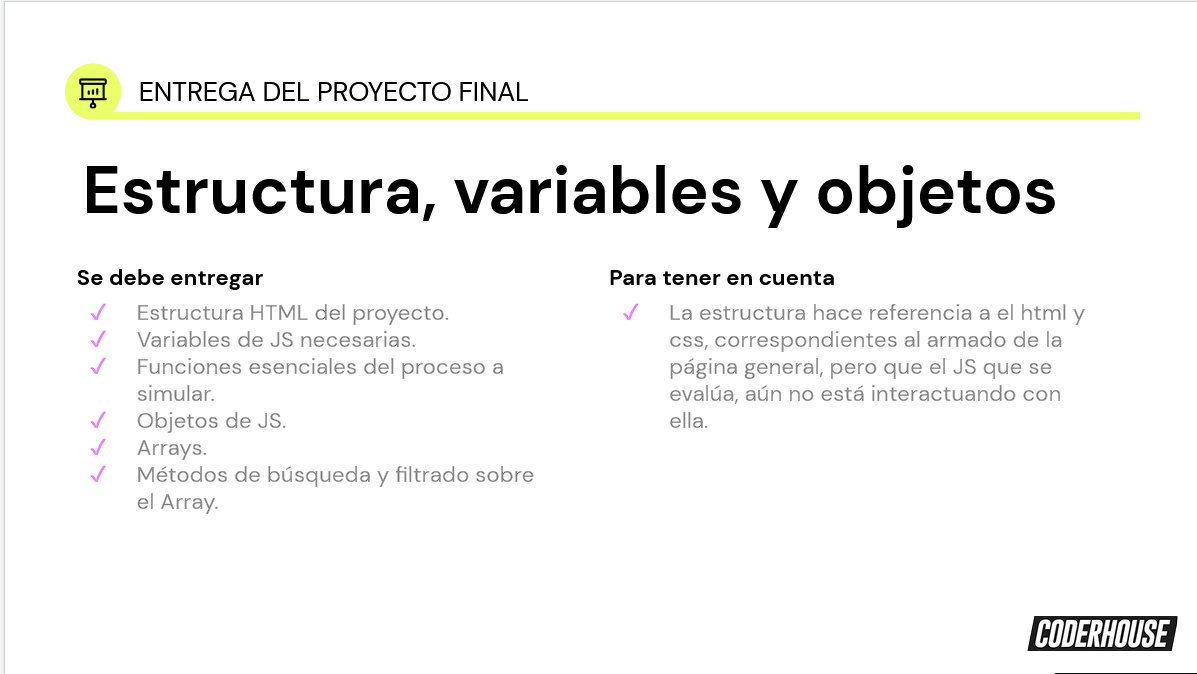 ENTREGA DEL PROYECTO FINAL
Estructura, variables y objetos
Se debe entregar
Estructura HTML del proyecto.
Variables de JS necesarias.
Funciones esenciales del proceso a
simular.
Objetos de JS.
Arrays.
Métodos de búsqueda y filtrado sobre
el Array.
Para tener en cuenta
La estructura hace referencia a el html y
css, correspondientes al armado de la
página general, pero que el JS que se
evalúa, aún no está interactuando con
ella.
CODERHOUSE